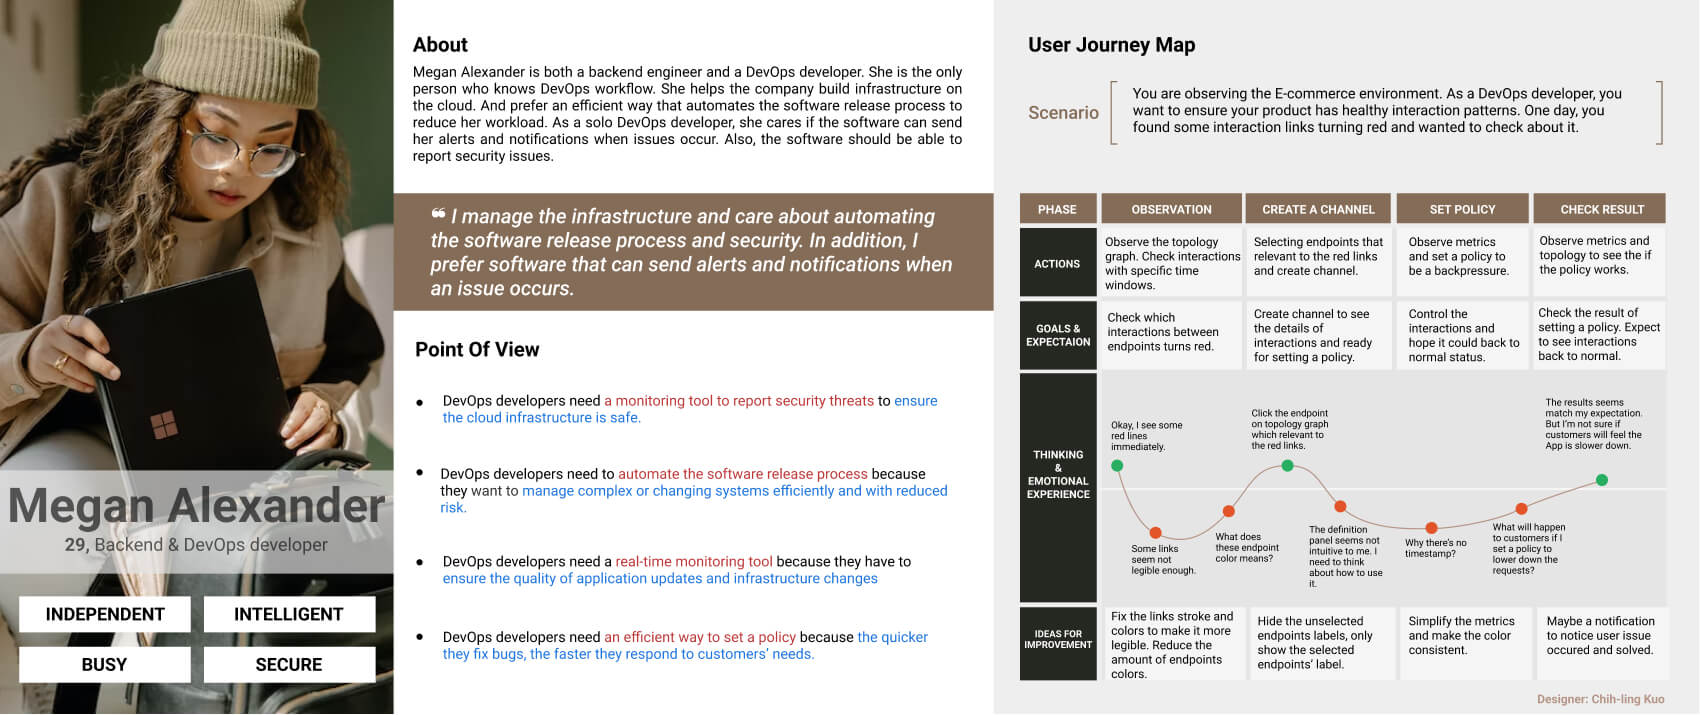 Megan Alexander
29, Backend & DevOps developer
INDEPENDENT
INTELLIGENT
BUSY
SECURE
About
Megan Alexander is both a backend engineer and a DevOps developer. She is the only
person who knows DevOps workflow. She helps the company build infrastructure on
the cloud. And prefer an efficient way that automates the software release process to
reduce her workload. As a solo DevOps developer, she cares if the software can send
her alerts and notifications when issues occur. Also, the software should be able to
report security issues.
❝ I manage the infrastructure and care about automating
the software release process and security. In addition, I
prefer software that can send alerts and notifications when
an issue occurs.
Point Of View
• DevOps developers need a monitoring tool to report security threats to ensure
the cloud infrastructure is safe.
• DevOps developers need to automate the software release process because
they want to manage complex or changing systems efficiently and with reduced
risk.
• DevOps developers need a real-time monitoring tool because they have to
ensure the quality of application updates and infrastructure changes
• DevOps developers need an efficient way to set a policy because the quicker
they fix bugs, the faster they respond to customers’ needs.
User Journey Map
Scenario
You are observing the E-commerce environment. As a DevOps developer, you
want to ensure your product has healthy interaction patterns. One day, you
found some interaction links turning red and wanted to check about it.
PHASE
OBSERVATION
CREATE A CHANNEL
SET POLICY
CHECK RESULT
ACTIONS
Observe the topology
graph. Check interactions
with specific time
windows.
Selecting endpoints that
relevant to the red links
and create channel.
Observe metrics
and set a policy to
be a backpressure.
Observe metrics and
topology to see the if
the policy works.
GOALS &
EXPECTAION
Check which
interactions between
endpoints turns red.
Create channel to see
the details of
interactions and ready
for setting a policy.
Control the
interactions and
hope it could back to
normal status.
Check the result of
setting a policy. Expect
to see interactions
back to normal.
THINKING
&
EMOTIONAL
EXPERIENCE
Okay, I see some
red lines
immediately.
Some links
seem not
legible enough.
What does
these endpoint
color means?
Click the endpoint
on topology graph
which relevant to
the red links.
The definition
panel seems not
intuitive to me. I
need to think
about how to use
it.
Why there’s no
timestamp?
What will happen
to customers if I
set a policy to
lower down the
requests?
The results seems
match my expectation.
But I’m not sure if
customers will feel the
App is slower down.
IDEAS FOR
IMPROVEMENT
Fix the links stroke and
colors to make it more
legible. Reduce the
amount of endpoints
colors.
Hide the unselected
endpoints labels, only
show the selected
endpoints’ label.
Simplify the metrics
and make the color
consistent.
Maybe a notification
to notice user issue
occured and solved.
Designer: Chih-ling Kuo